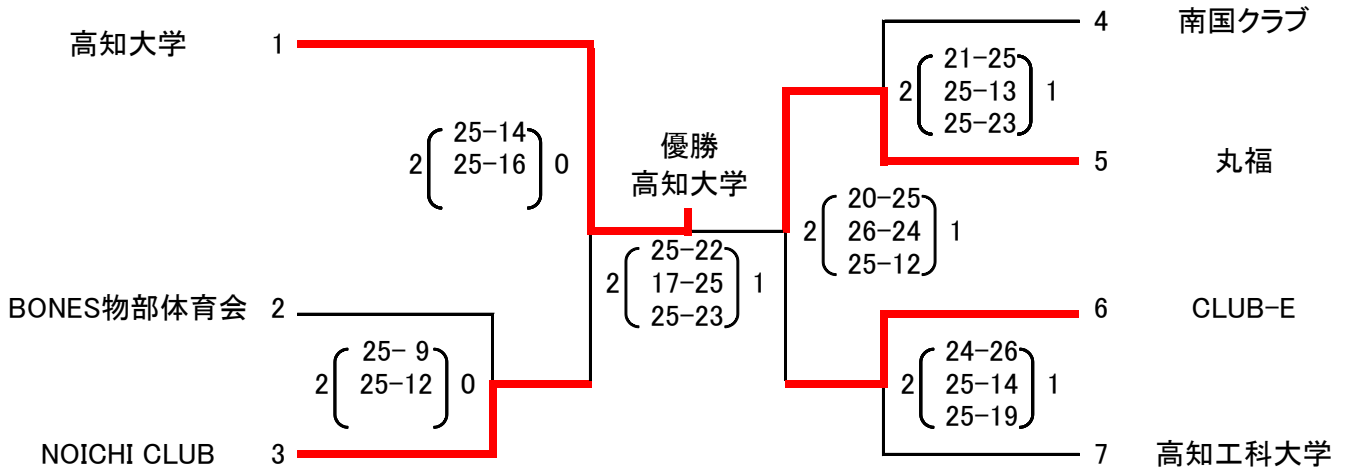 高知大学 1
2 25-14 0
25-16
BONES物部体育会 2
2 25- 9 0
25-12
NOICHI CLUB 3
優勝
高知大学
2 25-22 1
17-25
25-23
4 南国クラブ
2 21-25 1
25-13
25-23
5 丸福
2 20-25 1
26-24
25-12
6 CLUB-E
2 24-26 1
25-14
25-19
7 高知工科大学